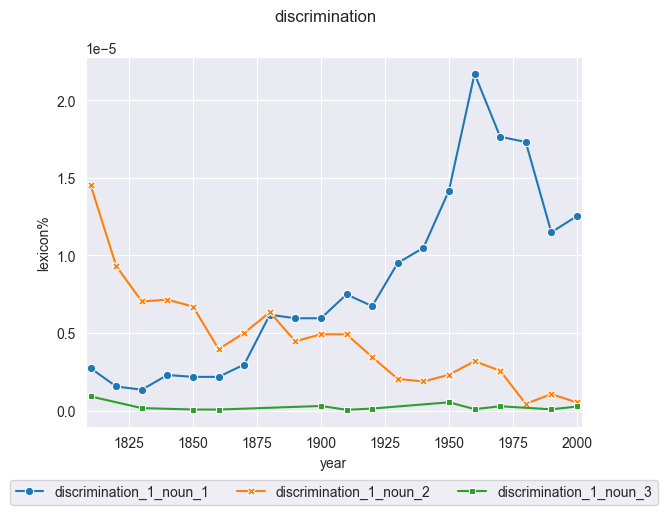 discrimination
1e−5
2.0
1.5
1.0
0.5
0.0
lexicon%
1825 1850 1875 1900 1925 1950 1975 2000
year
discrimination_1_noun_1 discrimination_1_noun_2 discrimination_1_noun_3